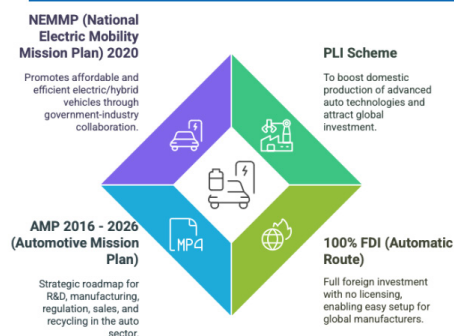 NEMMP (National
Electric Mobility
Mission Plan) 2020
Promotes affordable and
efficient electric/hybrid
vehicles through
government-industry
collaboration.
PLI Scheme
To boost domestic
production of advanced
auto technologies and
attract global
investment.
AMP 2016 - 2026
(Automotive Mission
Plan)
Strategic roadmap for
R&D, manufacturing,
regulation, sales, and
recycling in the auto
sector.
MP4
100% FDI (Automatic
Route)
Full foreign investment
with no licensing,
enabling easy setup for
global manufacturers.